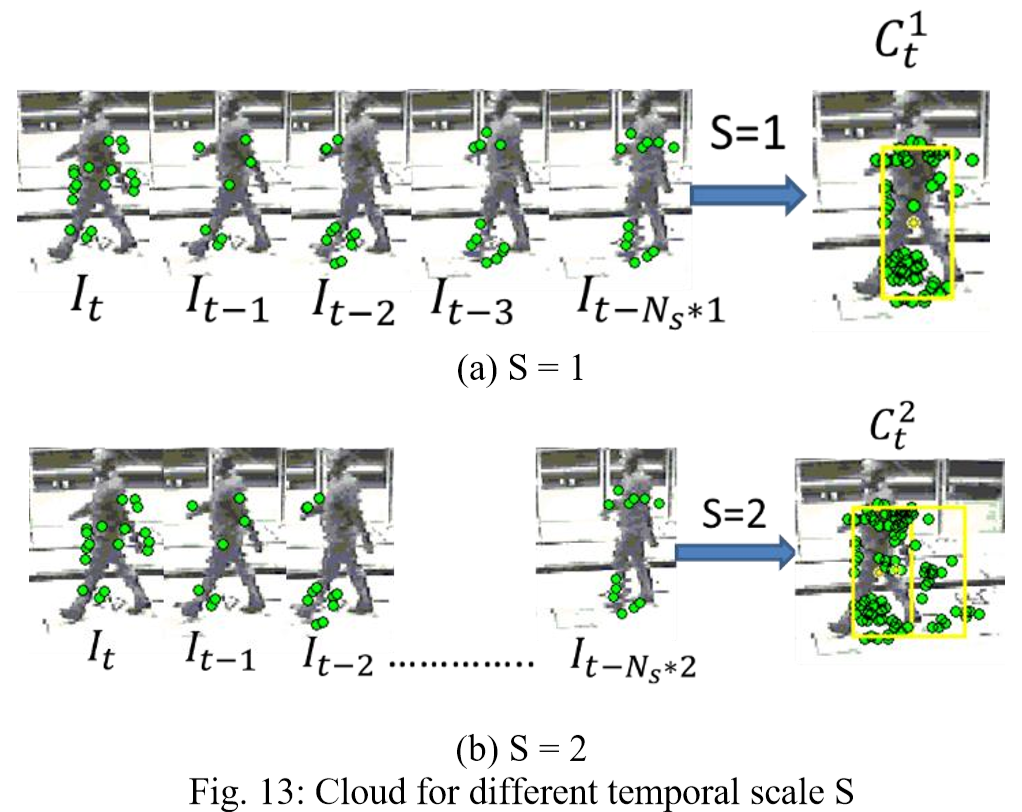 C_t^1
S=1
I_t I_{t-1} I_{t-2} I_{t-3} I_{t-N_s*1}
(a) S = 1
C_t^2
S=2
I_t I_{t-1} I_{t-2} .............. I_{t-N_s*2}
(b) S = 2
Fig. 13: Cloud for different temporal scale S